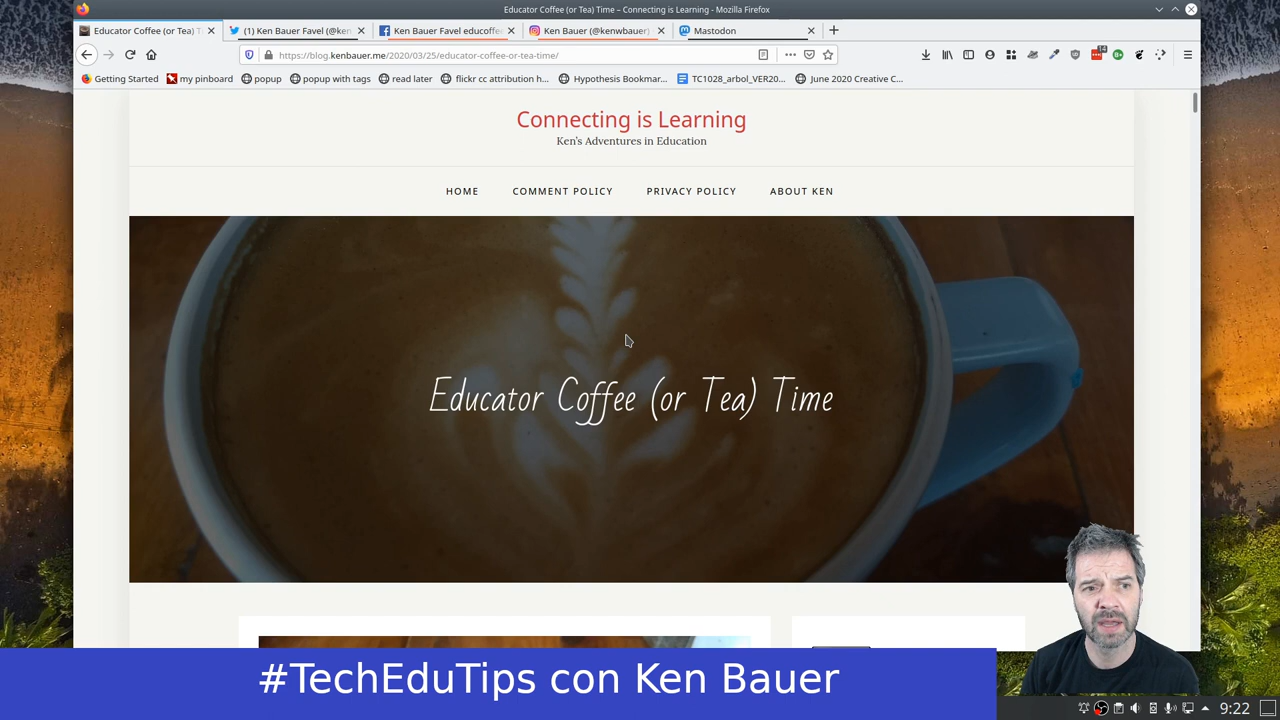 Educator Coffee (or Tea) Time – Connecting is Learning - Mozilla Firefox
Educator Coffee (or Tea) T
(1) Ken Bauer Favel (@ken
Ken Bauer Favel educoffe
Ken Bauer (@kenwbauer)
Mastodon
https://blog.kenbauer.me/2020/03/25/educator-coffee-or-tea-time/
Getting Started
my pinboard
popup
popup with tags
read later
flickr cc attribution h...
Hypothesis Bookmar...
TC1028_arbol_VER20...
June 2020 Creative C...
Connecting is Learning
Ken's Adventures in Education
HOME
COMMENT POLICY
PRIVACY POLICY
ABOUT KEN
Educator Coffee (or Tea) Time
#TechEduTips con Ken Bauer
9:22